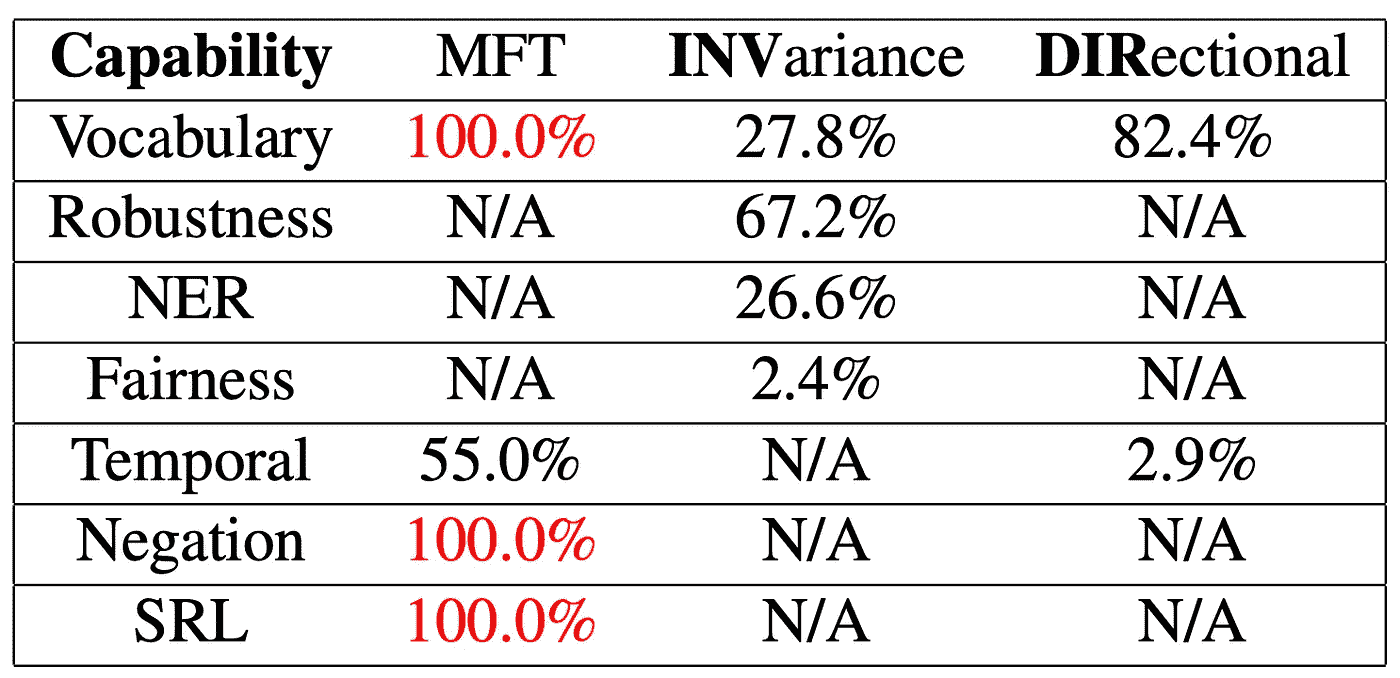 Capability MFT INVariance DIRectional
Vocabulary 100.0% 27.8% 82.4%
Robustness N/A 67.2% N/A
NER N/A 26.6% N/A
Fairness N/A 2.4% N/A
Temporal 55.0% N/A 2.9%
Negation 100.0% N/A N/A
SRL 100.0% N/A N/A